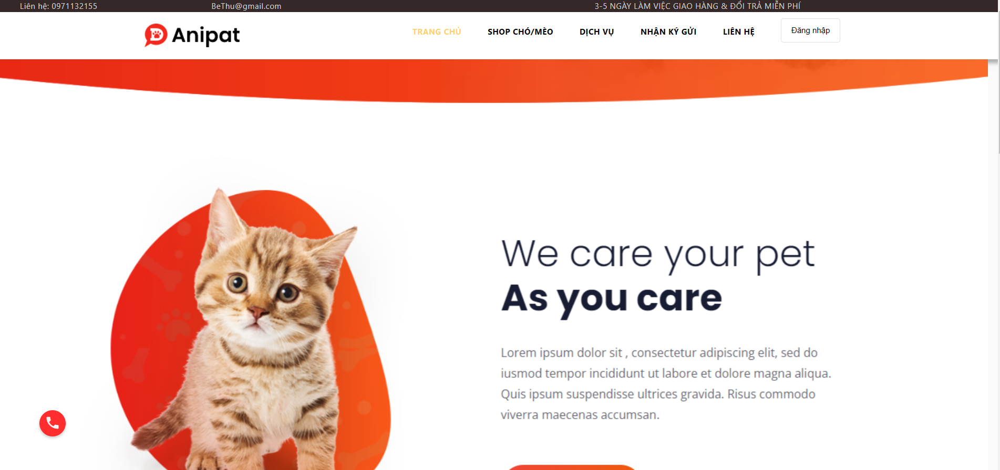 Liên hệ: 0971132155
BeThu@gmail.com
3-5 NGÀY LÀM VIỆC GIAO HÀNG & ĐỔI TRẢ MIỄN PHÍ
Anipat
TRANG CHỦ
SHOP CHÓ/MÈO
DỊCH VỤ
NHẬN KÝ GỬI
LIÊN HỆ
Đăng nhập
We care your pet
As you care
Lorem ipsum dolor sit , consectetur adipiscing elit, sed do
iusmod tempor incididunt ut labore et dolore magna aliqua.
Quis ipsum suspendisse ultrices gravida. Risus commodo
viverra maecenas accumsan.